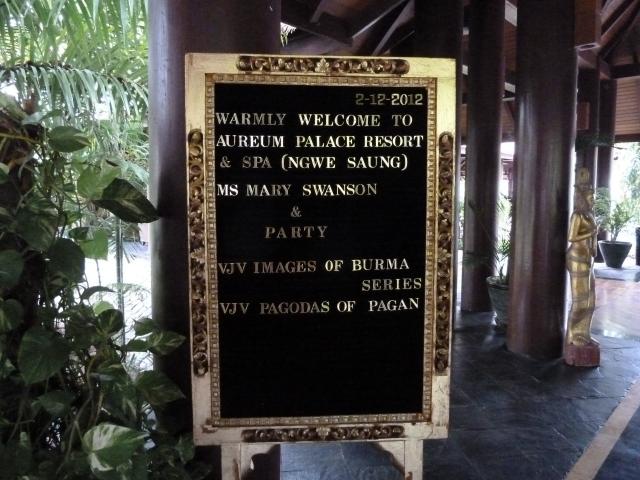 2-12-2012
WARMLY WELCOME TO
AUREUM PALACE RESORT
& SPA (NGWE SAUNG)
MS MARY SWANSON
&
PARTY
VJV IMAGES OF BURMA
SERIES
VJV PAGODAS OF PAGAN